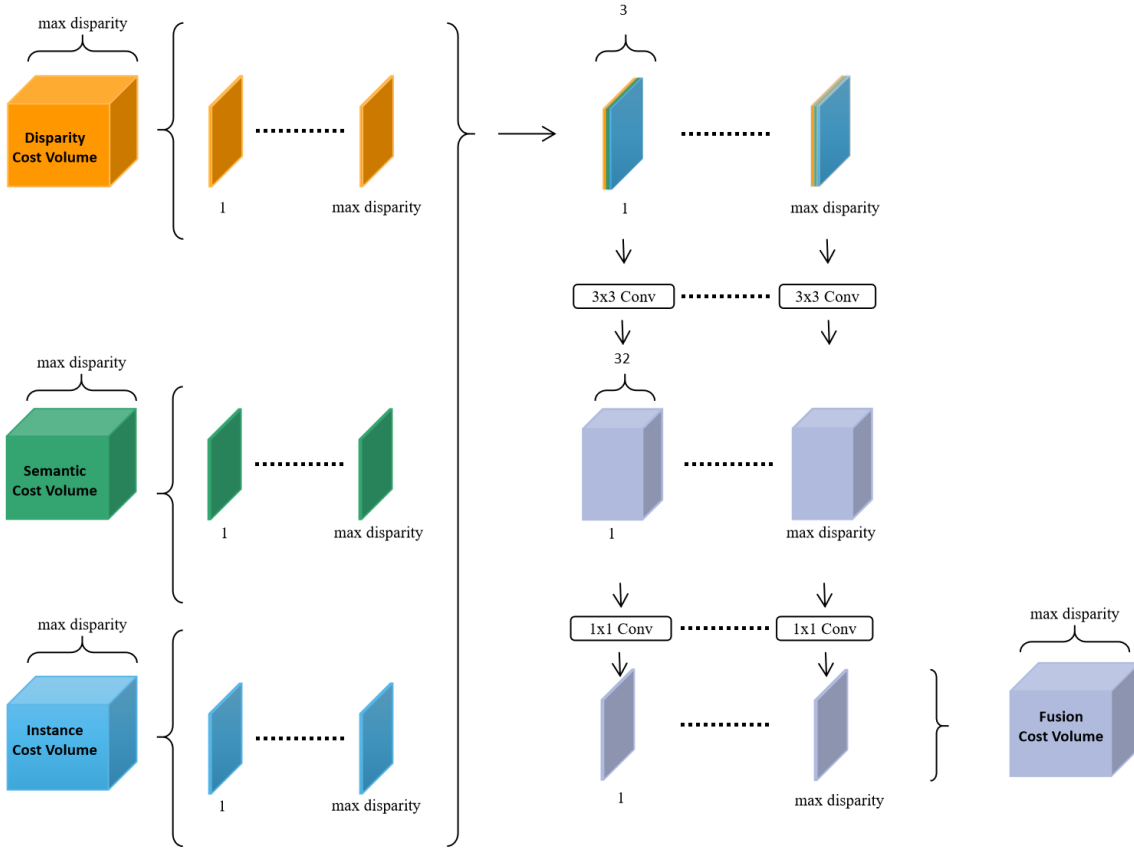 max disparity
Disparity
Cost Volume
1
max disparity
3
1
max disparity
3x3 Conv
3x3 Conv
32
max disparity
Semantic
Cost Volume
1
max disparity
1
max disparity
1x1 Conv
1x1 Conv
max disparity
Instance
Cost Volume
1
max disparity
1
max disparity
max disparity
Fusion
Cost Volume